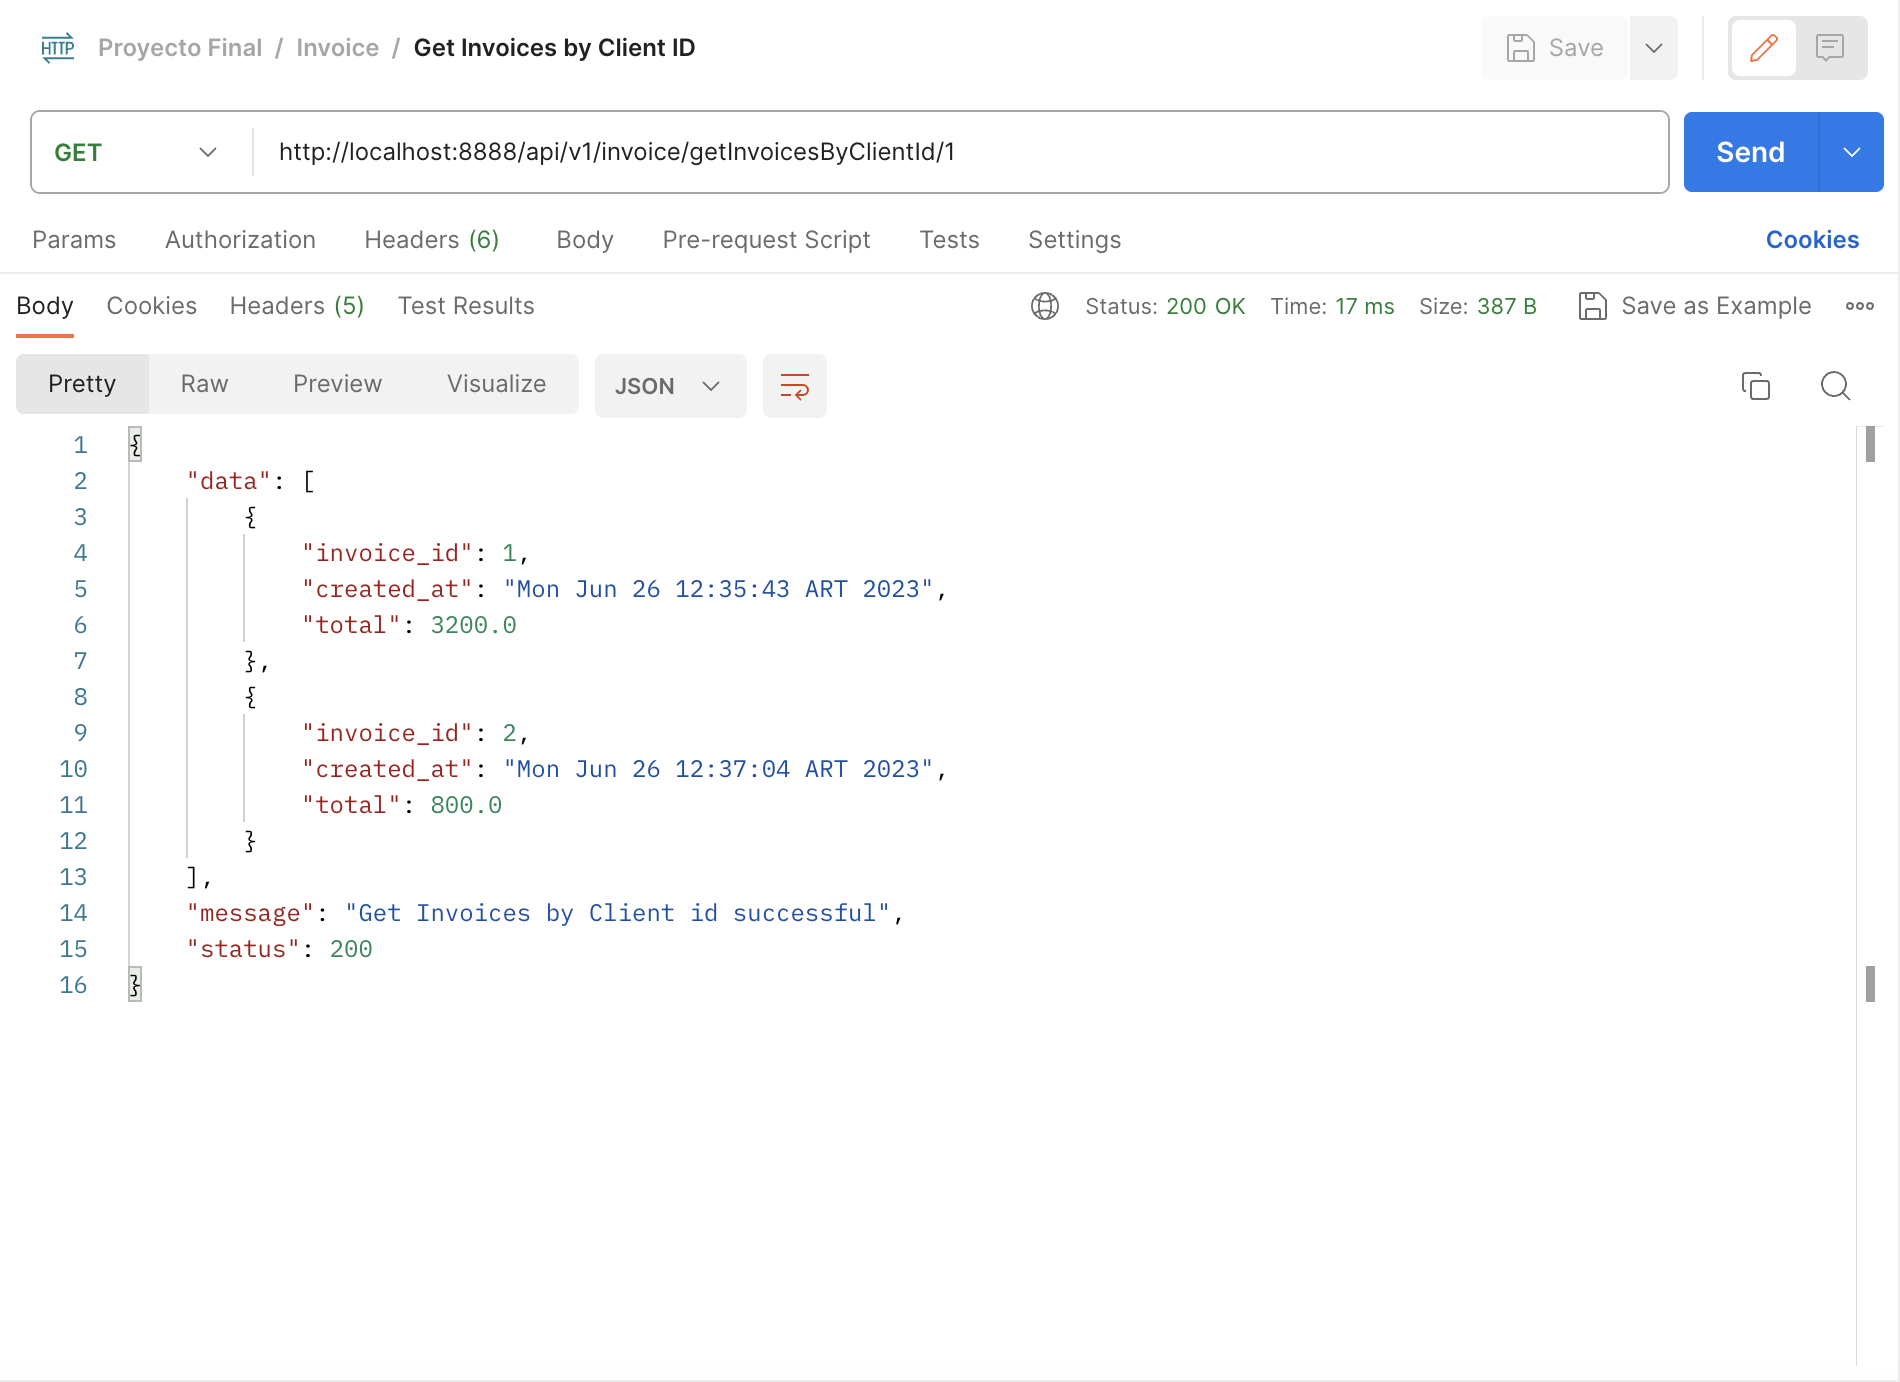 HTTP Proyecto Final / Invoice / Get Invoices by Client ID Save
GET http://localhost:8888/api/v1/invoice/getInvoicesByClientId/1 Send
Params Authorization Headers (6) Body Pre-request Script Tests Settings Cookies
Body Cookies Headers (5) Test Results Status: 200 OK Time: 17 ms Size: 387 B Save as Example
Pretty Raw Preview Visualize JSON
1 {
2 "data": [
3 {
4 "invoice_id": 1,
5 "created_at": "Mon Jun 26 12:35:43 ART 2023",
6 "total": 3200.0
7 },
8 {
9 "invoice_id": 2,
10 "created_at": "Mon Jun 26 12:37:04 ART 2023",
11 "total": 800.0
12 }
13 ],
14 "message": "Get Invoices by Client id successful",
15 "status": 200
16 }